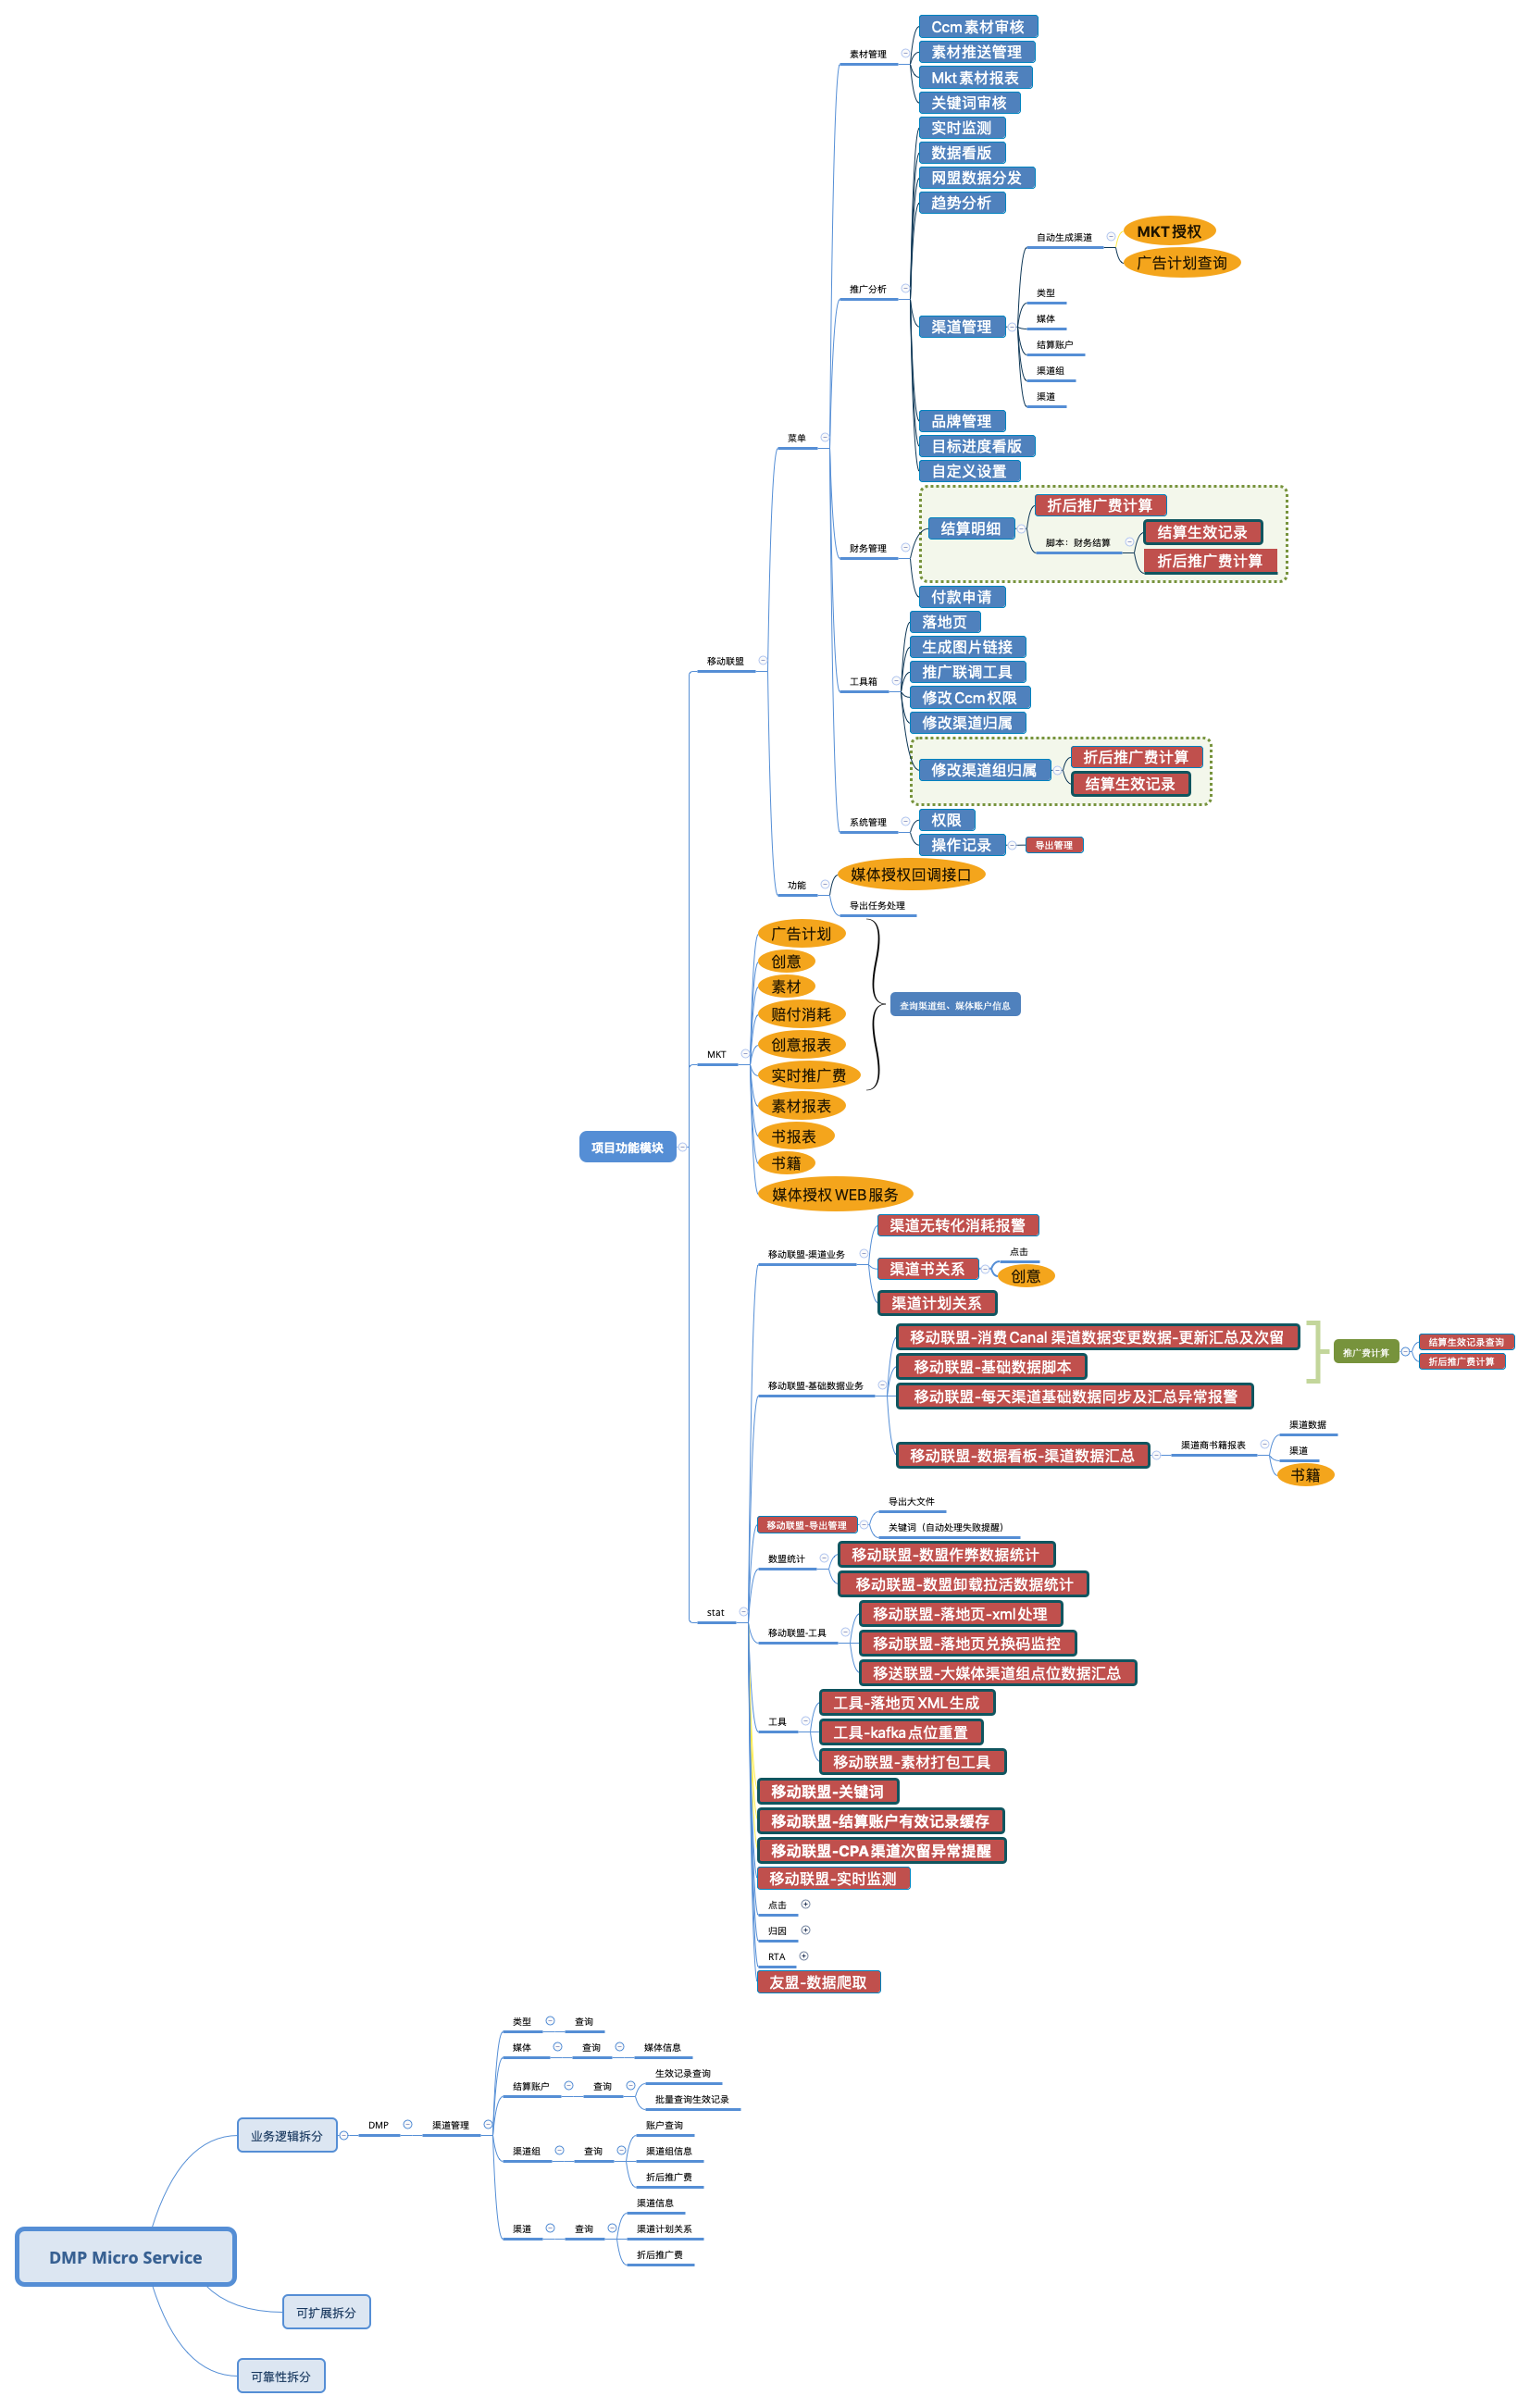 Ccm素材审核
素材管理
素材推送管理
Mkt素材报表
关键词审核
实时监测
数据看版
网盟数据分发
趋势分析
MKT授权
自动生成渠道
广告计划查询
推广分析
类型
媒体
渠道管理
结算账户
渠道组
渠道
品牌管理
菜单
目标进度看版
自定义设置
折后推广费计算
结算明细
结算生效记录
脚本：财务结算
财务管理
折后推广费计算
付款申请
落地页
生成图片链接
移动联盟
推广联调工具
工具箱
修改Ccm权限
修改渠道归属
折后推广费计算
修改渠道组归属
结算生效记录
系统管理
权限
操作记录
导出管理
媒体授权回调接口
功能
导出任务处理
广告计划
创意
素材
查询渠道组、媒体账户信息
赔付消耗
创意报表
MKT
实时推广费
素材报表
书报表
项目功能模块
书籍
媒体授权WEB服务
渠道无转化消耗报警
移动联盟-渠道业务
点击
渠道书关系
创意
渠道计划关系
移动联盟-消费Canal 渠道数据变更数据-更新汇总及次留
结算生效记录查询
推广费计算
折后推广费计算
移动联盟-基础数据脚本
移动联盟-基础数据业务
移动联盟-每天渠道基础数据同步及汇总异常报警
渠道数据
渠道商书籍报表
移动联盟-数据看板-渠道数据汇总
渠道
书籍
导出大文件
移动联盟-导出管理
关键词（自动处理失败提醒）
移动联盟-数盟作弊数据统计
数盟统计
移动联盟-数盟卸载拉活数据统计
stat
移动联盟-落地页-xml处理
移动联盟-工具
移动联盟-落地页兑换码监控
移送联盟-大媒体渠道组点位数据汇总
工具-落地页XML生成
工具
工具-kafka点位重置
移动联盟-素材打包工具
移动联盟-关键词
移动联盟-结算账户有效记录缓存
移动联盟-CPA渠道次留异常提醒
移动联盟-实时监测
点击
归因
RTA
友盟-数据爬取
类型
查询
媒体
查询
媒体信息
生效记录查询
结算账户
查询
批量查询生效记录
业务逻辑拆分
DMP
渠道管理
账户查询
渠道组
查询
渠道组信息
折后推广费
渠道信息
渠道
查询
渠道计划关系
折后推广费
DMP Micro Service
可扩展拆分
可靠性拆分